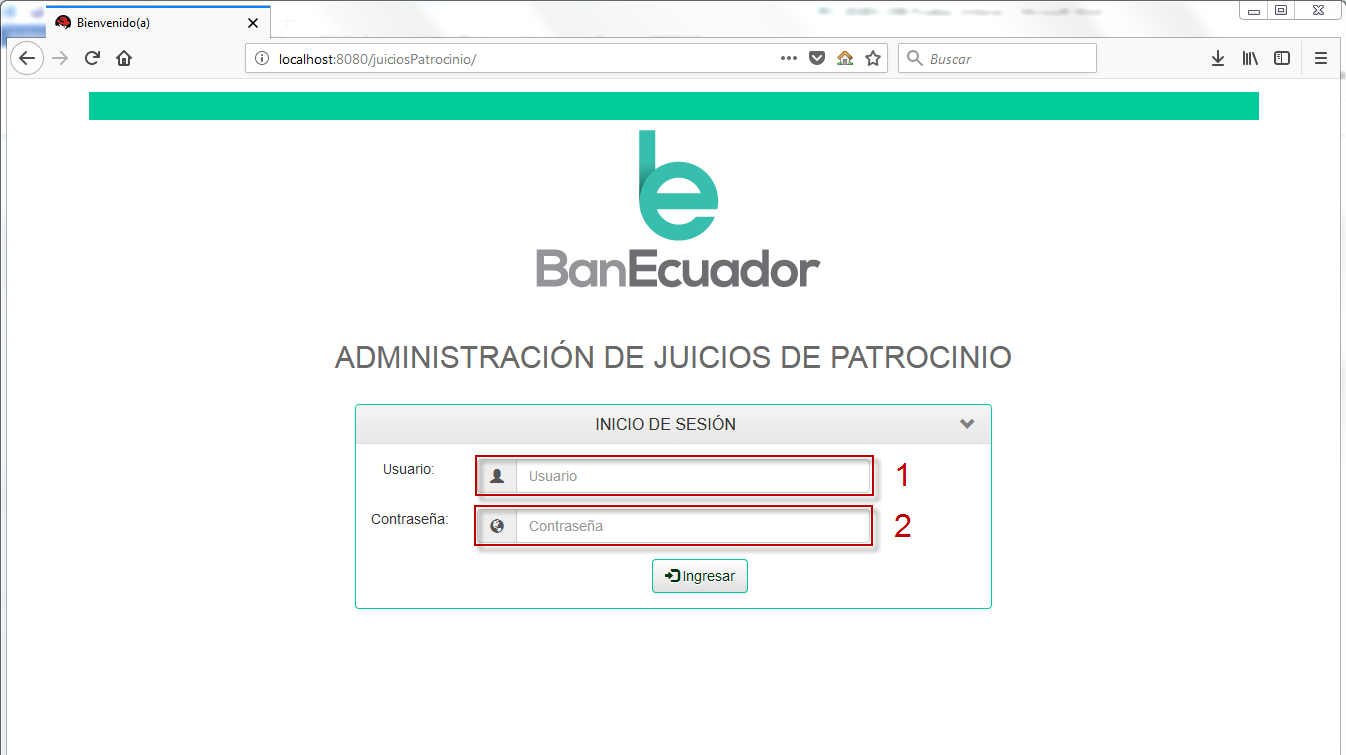 Bienvenido(a)
localhost:8080/juiciosPatrocinio/
Buscar
BanEcuador
ADMINISTRACIÓN DE JUICIOS DE PATROCINIO
INICIO DE SESIÓN
Usuario: Usuario 1
Contraseña: Contraseña 2
Ingresar